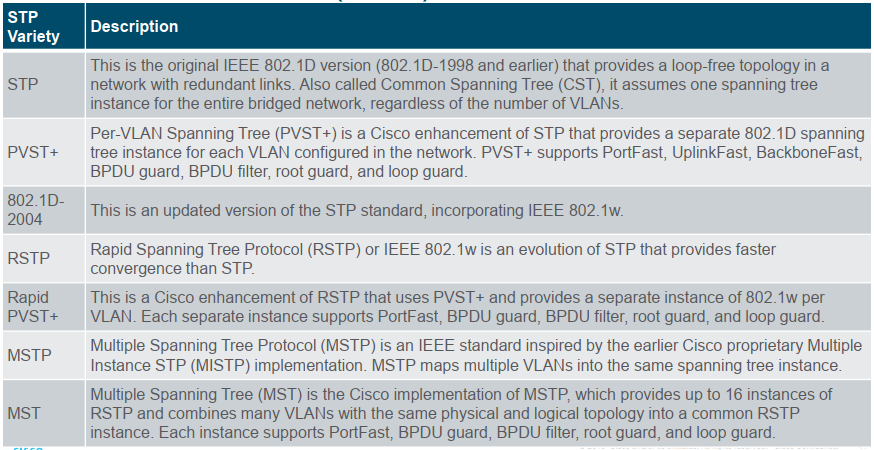 STP
Variety
Description
STP
This is the original IEEE 802.1D version (802.1D-1998 and earlier) that provides a loop-free topology in a
network with redundant links. Also called Common Spanning Tree (CST), it assumes one spanning tree
instance for the entire bridged network, regardless of the number of VLANs.
PVST+
Per-VLAN Spanning Tree (PVST+) is a Cisco enhancement of STP that provides a separate 802.1D spanning
tree instance for each VLAN configured in the network. PVST+ supports PortFast, UplinkFast, BackboneFast,
BPDU guard, BPDU filter, root guard, and loop guard.
802.1D-
2004
This is an updated version of the STP standard, incorporating IEEE 802.1w.
RSTP
Rapid Spanning Tree Protocol (RSTP) or IEEE 802.1w is an evolution of STP that provides faster
convergence than STP.
Rapid
PVST+
This is a Cisco enhancement of RSTP that uses PVST+ and provides a separate instance of 802.1w per
VLAN. Each separate instance supports PortFast, BPDU guard, BPDU filter, root guard, and loop guard.
MSTP
Multiple Spanning Tree Protocol (MSTP) is an IEEE standard inspired by the earlier Cisco proprietary Multiple
Instance STP (MISTP) implementation. MSTP maps multiple VLANs into the same spanning tree instance.
MST
Multiple Spanning Tree (MST) is the Cisco implementation of MSTP, which provides up to 16 instances of
RSTP and combines many VLANs with the same physical and logical topology into a common RSTP
instance. Each instance supports PortFast, BPDU guard, BPDU filter, root guard, and loop guard.